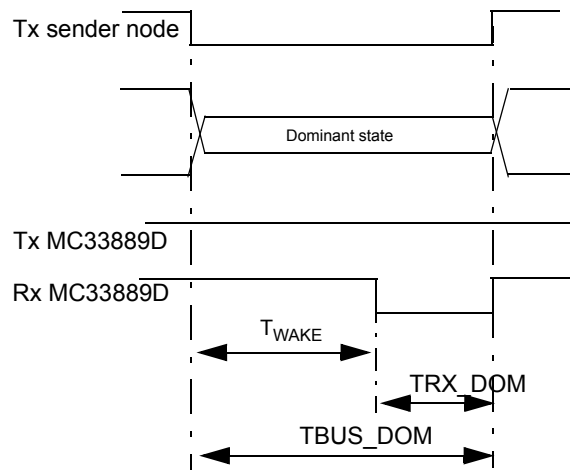 Tx sender node
Dominant state
Tx MC33889D
Rx MC33889D
TWAKE
TRX_DOM
TBUS_DOM